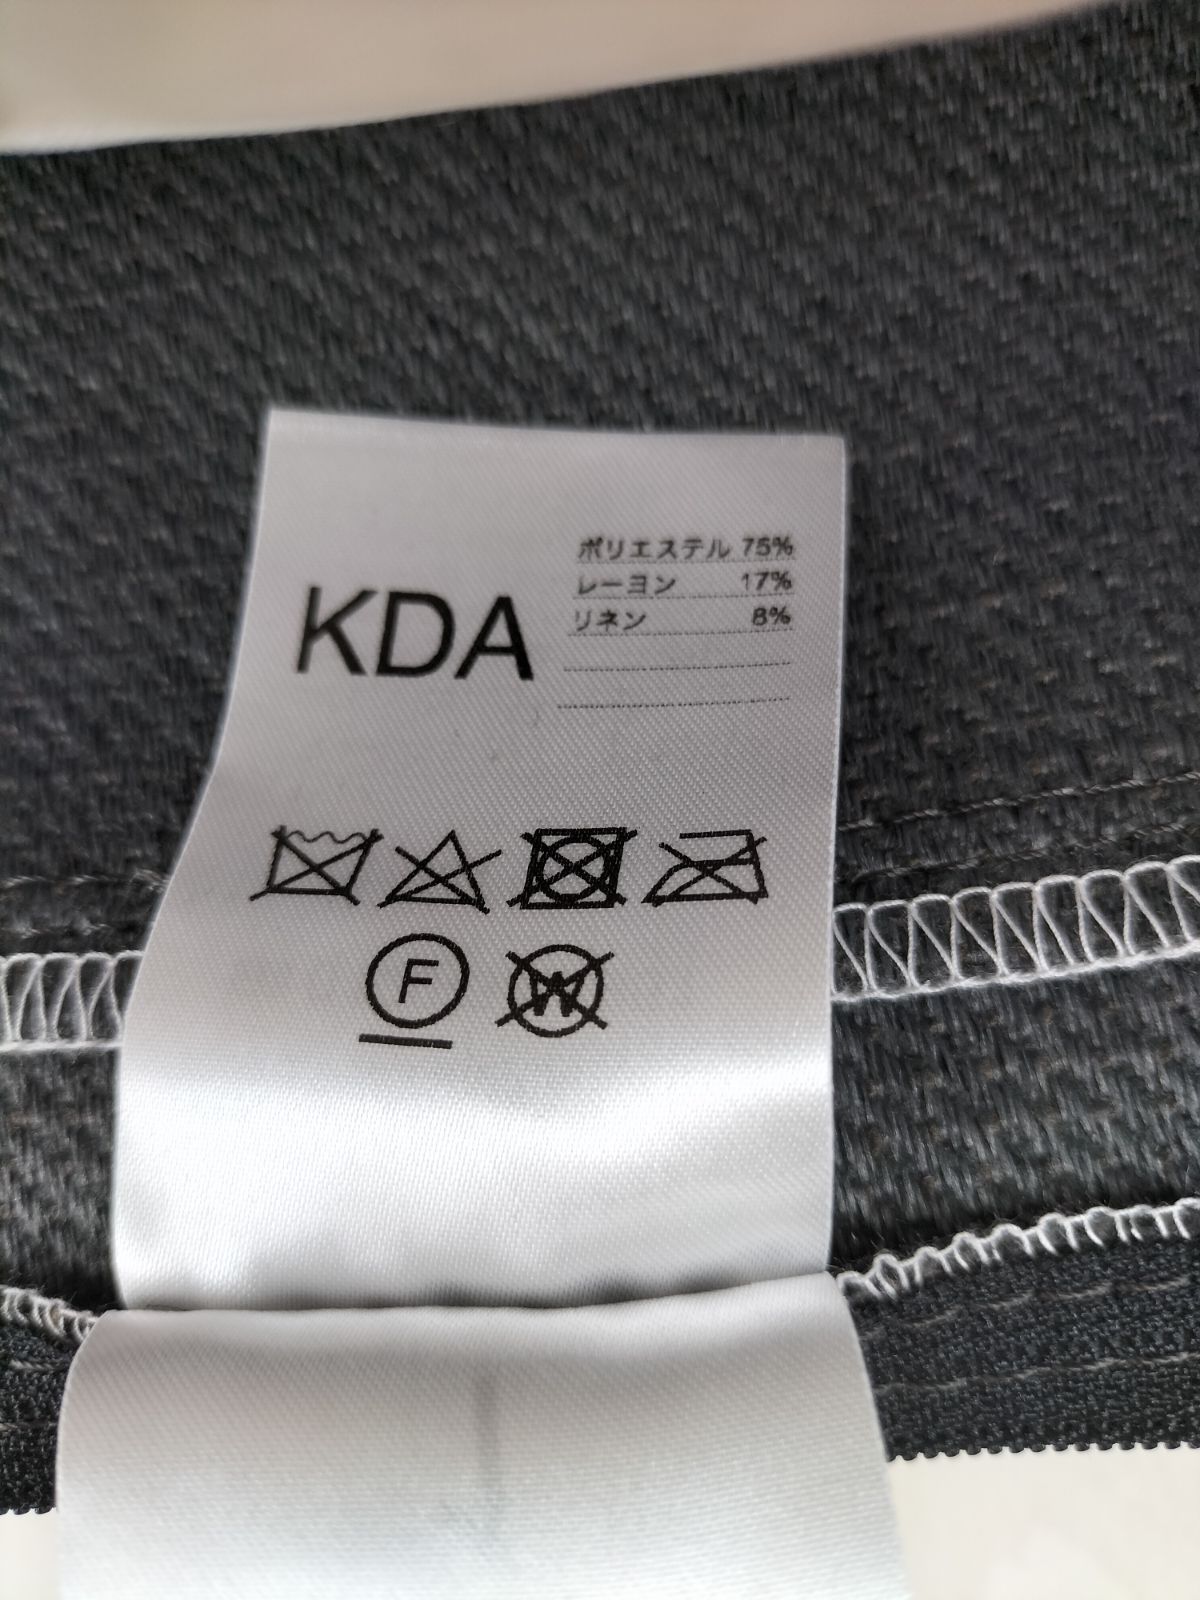 KDA
ポリエステル 75%
レーヨン 17%
リネン 8%
F W